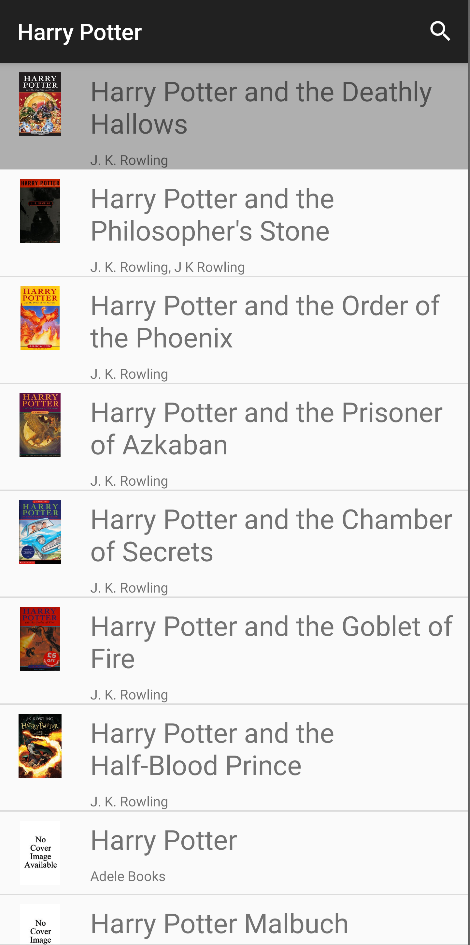 Harry Potter
HARRY
POTTER
Harry Potter and the Deathly
Hallows
J. K. Rowling
HARRY POTTER
Harry Potter and the
Philosopher's Stone
J. K. Rowling, J K Rowling
HARRY
POTTER
Harry Potter and the Order of
the Phoenix
J. K. Rowling
HARRY
POTTER
Harry Potter and the Prisoner
of Azkaban
J. K. Rowling
HARRY
POTTER
Harry Potter and the Chamber
of Secrets
J. K. Rowling
HARRY
POTTER
Harry Potter and the Goblet of
Fire
J. K. Rowling
Harry Potter and the
Half-Blood Prince
J. K. Rowling
No
Cover
Image
Available
Harry Potter
Adele Books
No
Cover
Image
Harry Potter Malbuch